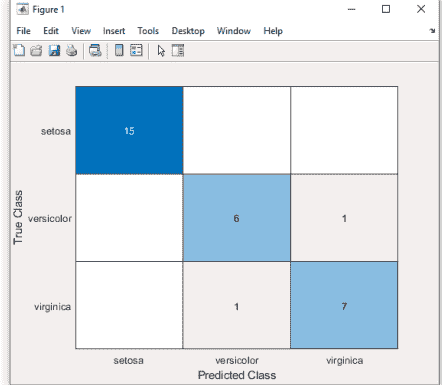 Figure 1
File Edit View Insert Tools Desktop Window Help
setosa 15
True Class
versicolor 6 1
virginica 1 7
setosa versicolor virginica
Predicted Class